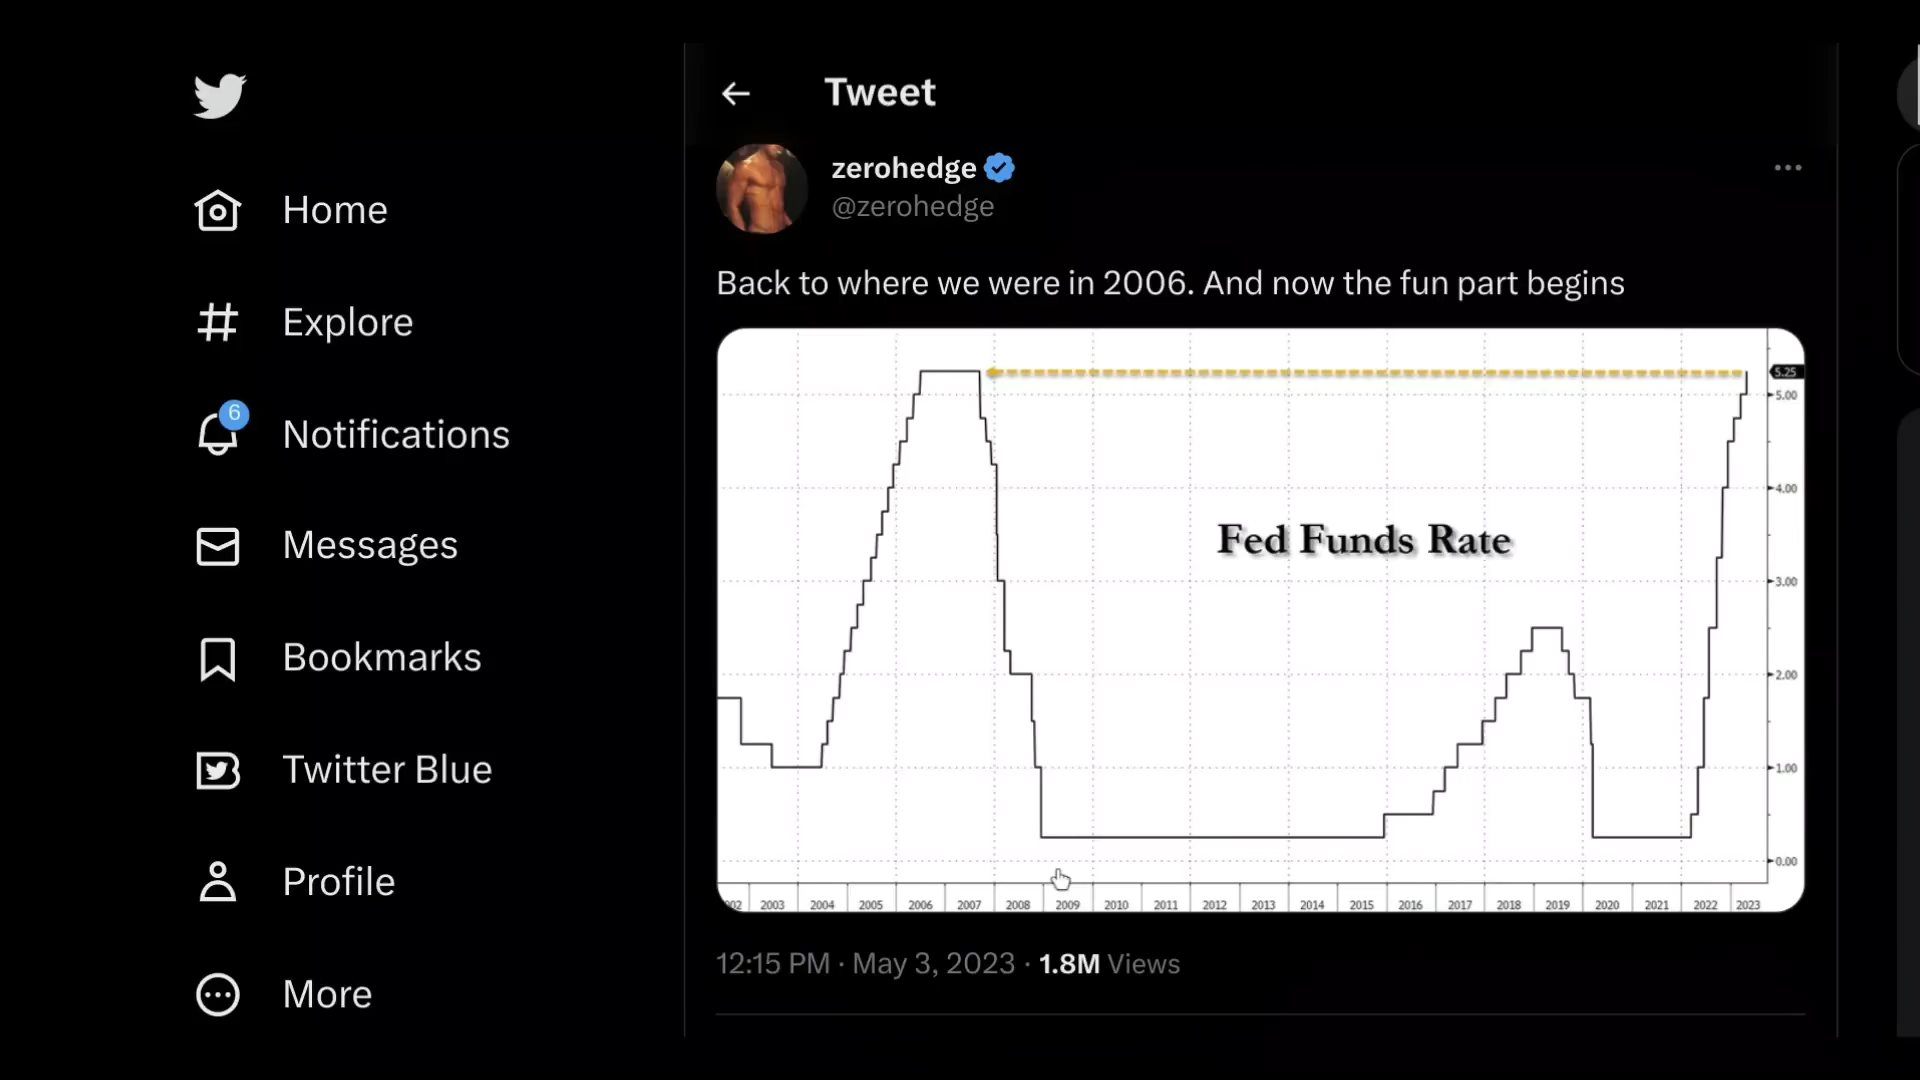 Tweet
Home
Explore
6
Notifications
Messages
Bookmarks
Twitter Blue
Profile
More
zerohedge
@zerohedge
Back to where we were in 2006. And now the fun part begins
Fed Funds Rate
5.25
5.00
4.00
3.00
2.00
1.00
0.00
2003 2004 2005 2006 2007 2008 2009 2010 2011 2012 2013 2014 2015 2016 2017 2018 2019 2020 2021 2022 2023
12:15 PM · May 3, 2023 · 1.8M Views